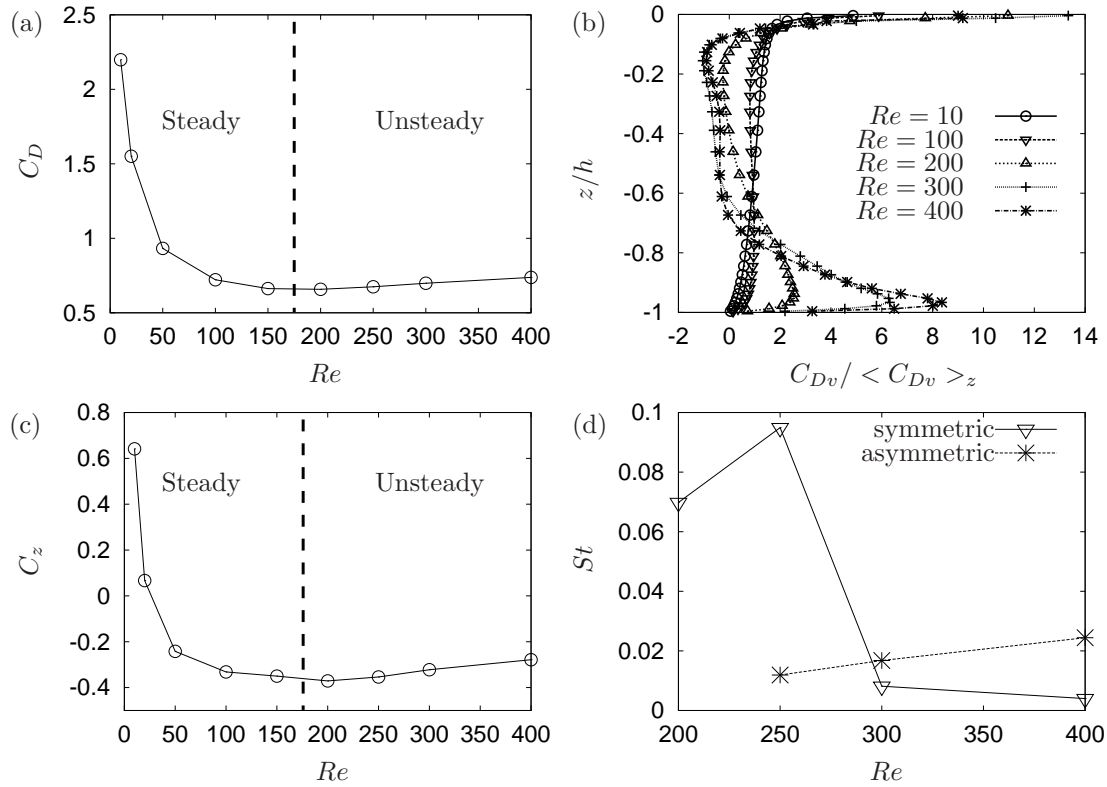 (a)
2.5
2
1.5
1
0.5
C_D
Steady
Unsteady
0 50 100 150 200 250 300 350 400
Re
(b)
0
-0.2
-0.4
-0.6
-0.8
-1
z/h
Re = 10
Re = 100
Re = 200
Re = 300
Re = 400
-2 0 2 4 6 8 10 12 14
C_{Dv}/ < C_{Dv} >_z
(c)
0.8
0.6
0.4
0.2
0
-0.2
-0.4
C_z
Steady
Unsteady
0 50 100 150 200 250 300 350 400
Re
(d)
0.1
0.08
0.06
0.04
0.02
0
St
symmetric
asymmetric
200 250 300 350 400
Re